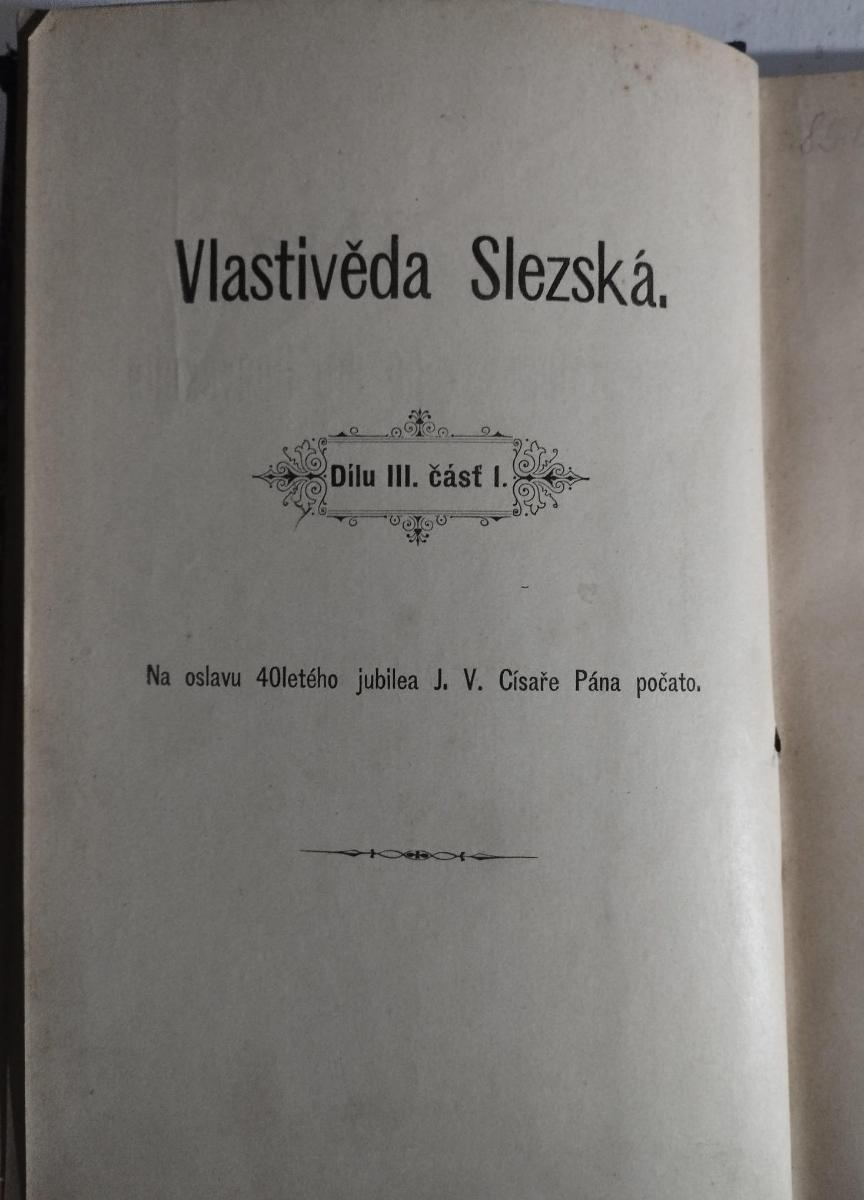 Vlastivěda Slezská.
Dílu III. část I.
Na oslavu 40letého jubilea J. V. Císaře Pána počato.